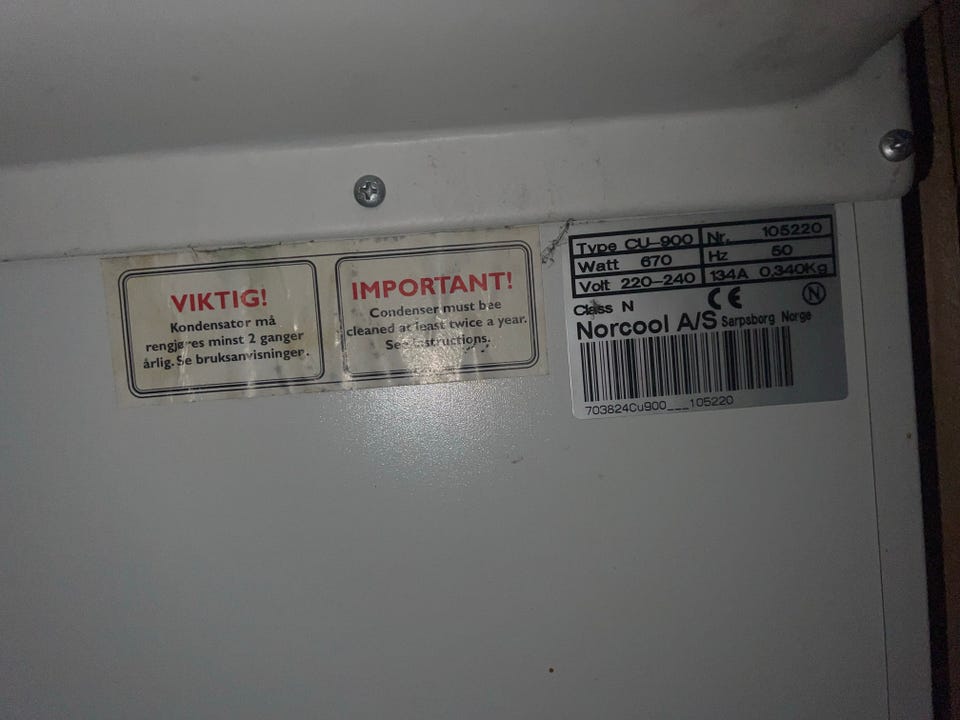 VIKTIG!
Kondensator må
rengjøres minst 2 ganger
årlig. Se bruksanvisningen.
IMPORTANT!
Condenser must bee
cleaned at least twice a year.
See instructions.
Type CU-900 Nr. 105220
Watt 670 Hz 50
Volt 220-240 134A 0,340Kg
Class N CE N
Norcool A/S Sarpsborg Norge
703824Cu900___105220